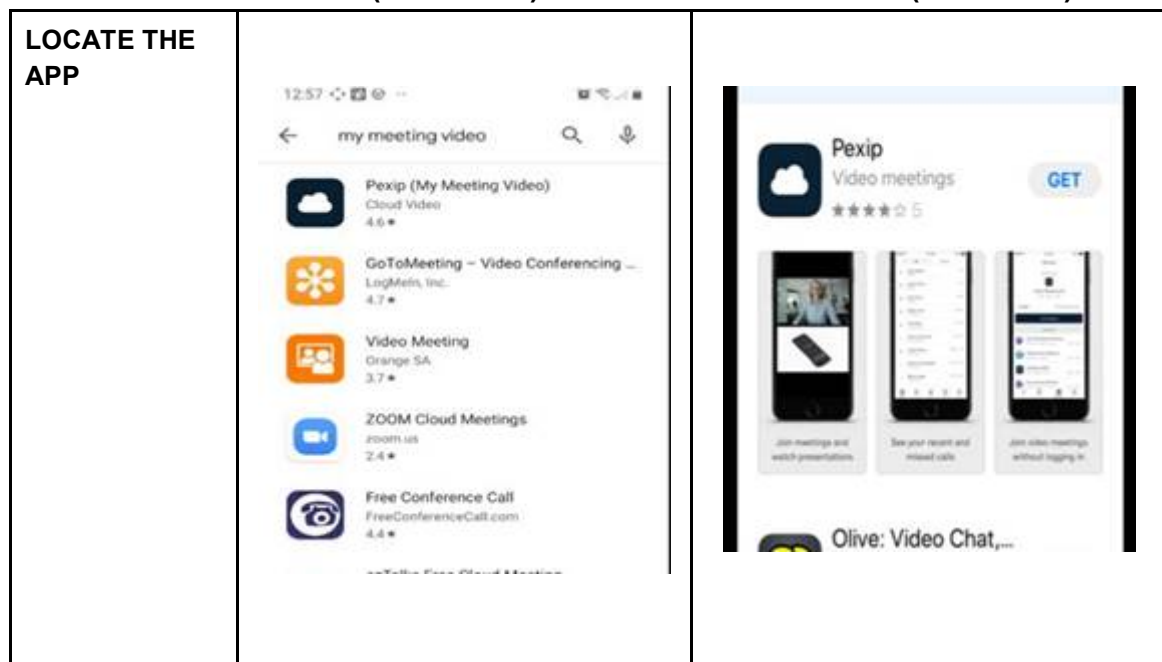 LOCATE THE
APP
12:57
my meeting video
Pexip (My Meeting Video)
Cloud Video
4.6★
GoToMeeting – Video Conferencing ...
LogMeIn, Inc.
4.7★
Video Meeting
Orange SA
3.7★
ZOOM Cloud Meetings
zoom.us
2.4★
Free Conference Call
FreeConferenceCall.com
4.4★
Pexip
Video meetings
GET
★★★★☆ 5
Join meetings and
watch presentations
See your recent and
missed calls
Join video meetings
without logging in
Olive: Video Chat,...